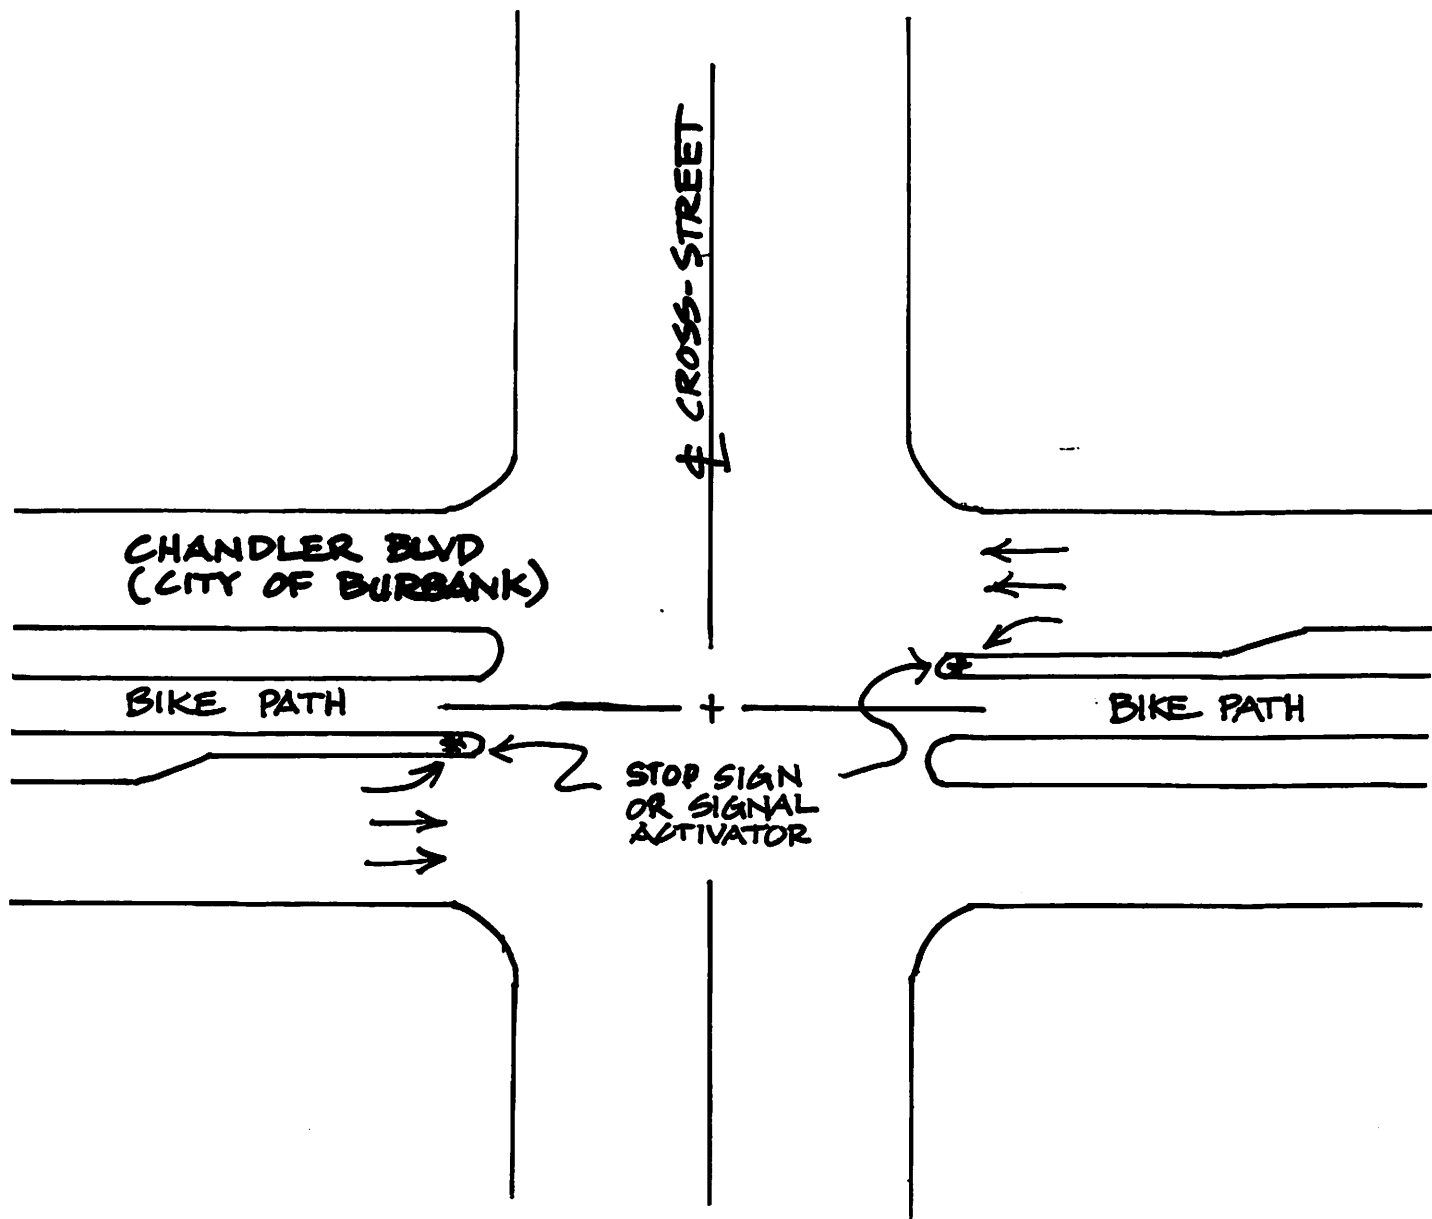 ℄ CROSS-STREET
CHANDLER BLVD
(CITY OF BURBANK)
BIKE PATH
BIKE PATH
STOP SIGN
OR SIGNAL
ACTIVATOR